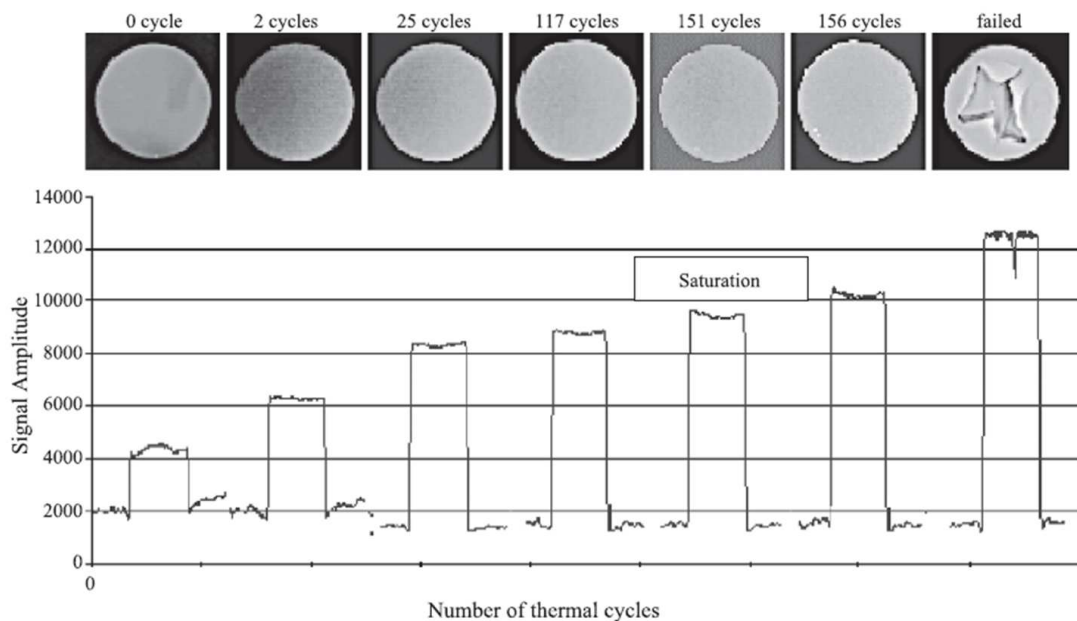 0 cycle 2 cycles 25 cycles 117 cycles 151 cycles 156 cycles failed
14000
12000
10000
8000
6000
4000
2000
0
0
Signal Amplitude
Saturation
Number of thermal cycles